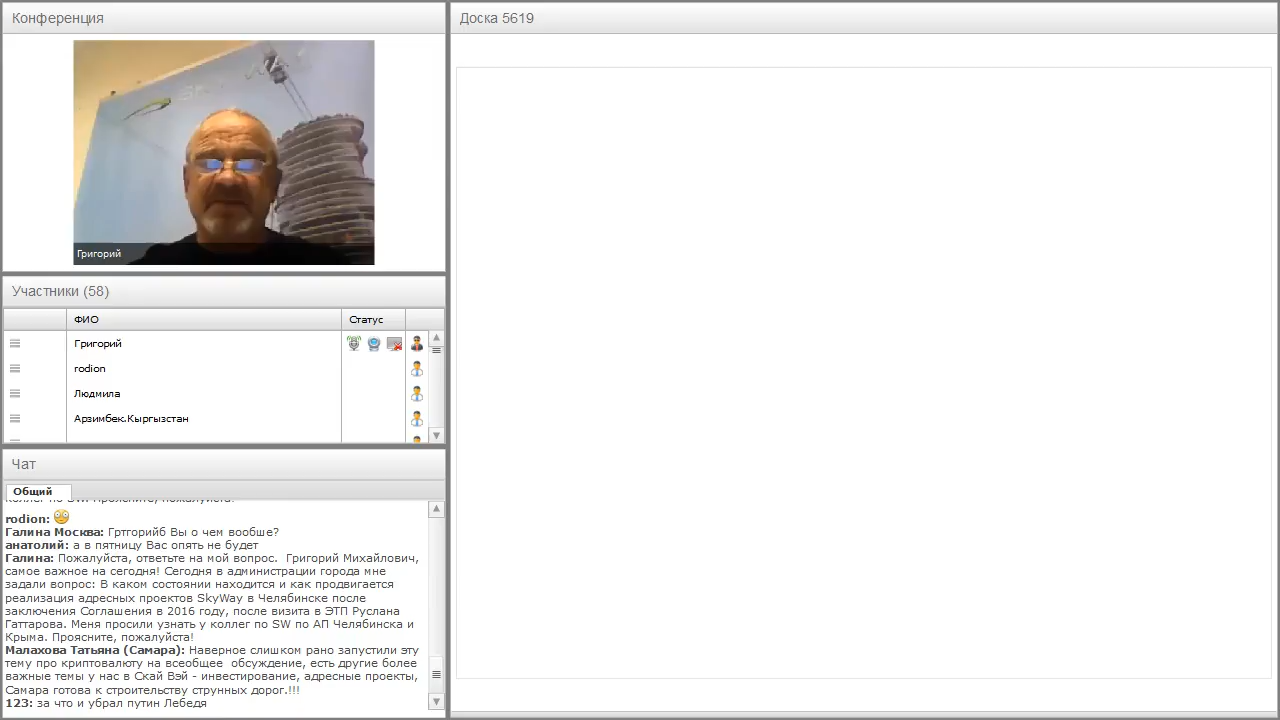 Конференция
Доска 5619
Григорий
Участники (58)
ФИО
Статус
Григорий
rodion
Людмила
Арзимбек.Кыргызстан
Чат
Общий
rodion:
Галина Москва: Гртгорийб Вы о чем вообше?
анатолий: а в пятницу Вас опять не будет
Галина: Пожалуйста, ответьте на мой вопрос. Григорий Михайлович,
самое важное на сегодня! Сегодня в администрации города мне
задали вопрос: В каком состоянии находится и как продвигается
реализация адресных проектов SkyWay в Челябинске после
заключения Соглашения в 2016 году, после визита в ЭТП Руслана
Гаттарова. Меня просили узнать у коллег по SW по АП Челябинска и
Крыма. Проясните, пожалуйста!
Малахова Татьяна (Самара): Наверное слишком рано запустили эту
тему про криптовалюту на всеобщее обсуждение, есть другие более
важные темы у нас в Скай Вэй - инвестирование, адресные проекты,
Самара готова к строительству струнных дорог.!!!
123: за что и убрал путин Лебедя